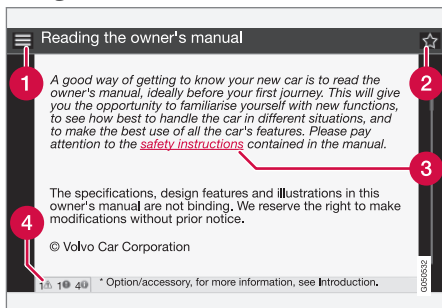 Reading the owner's manual
1
2
A good way of getting to know your new car is to read the
owner's manual, ideally before your first journey. This will give
you the opportunity to familiarise yourself with new functions,
to see how best to handle the car in different situations, and
to make the best use of all the car's features. Please pay
attention to the safety instructions contained in the manual.
3
The specifications, design features and illustrations in this
owner's manual are not binding. We reserve the right to make
modifications without prior notice.
4
© Volvo Car Corporation
1 1 4 * Option/accessory, for more information, see Introduction.
G050532